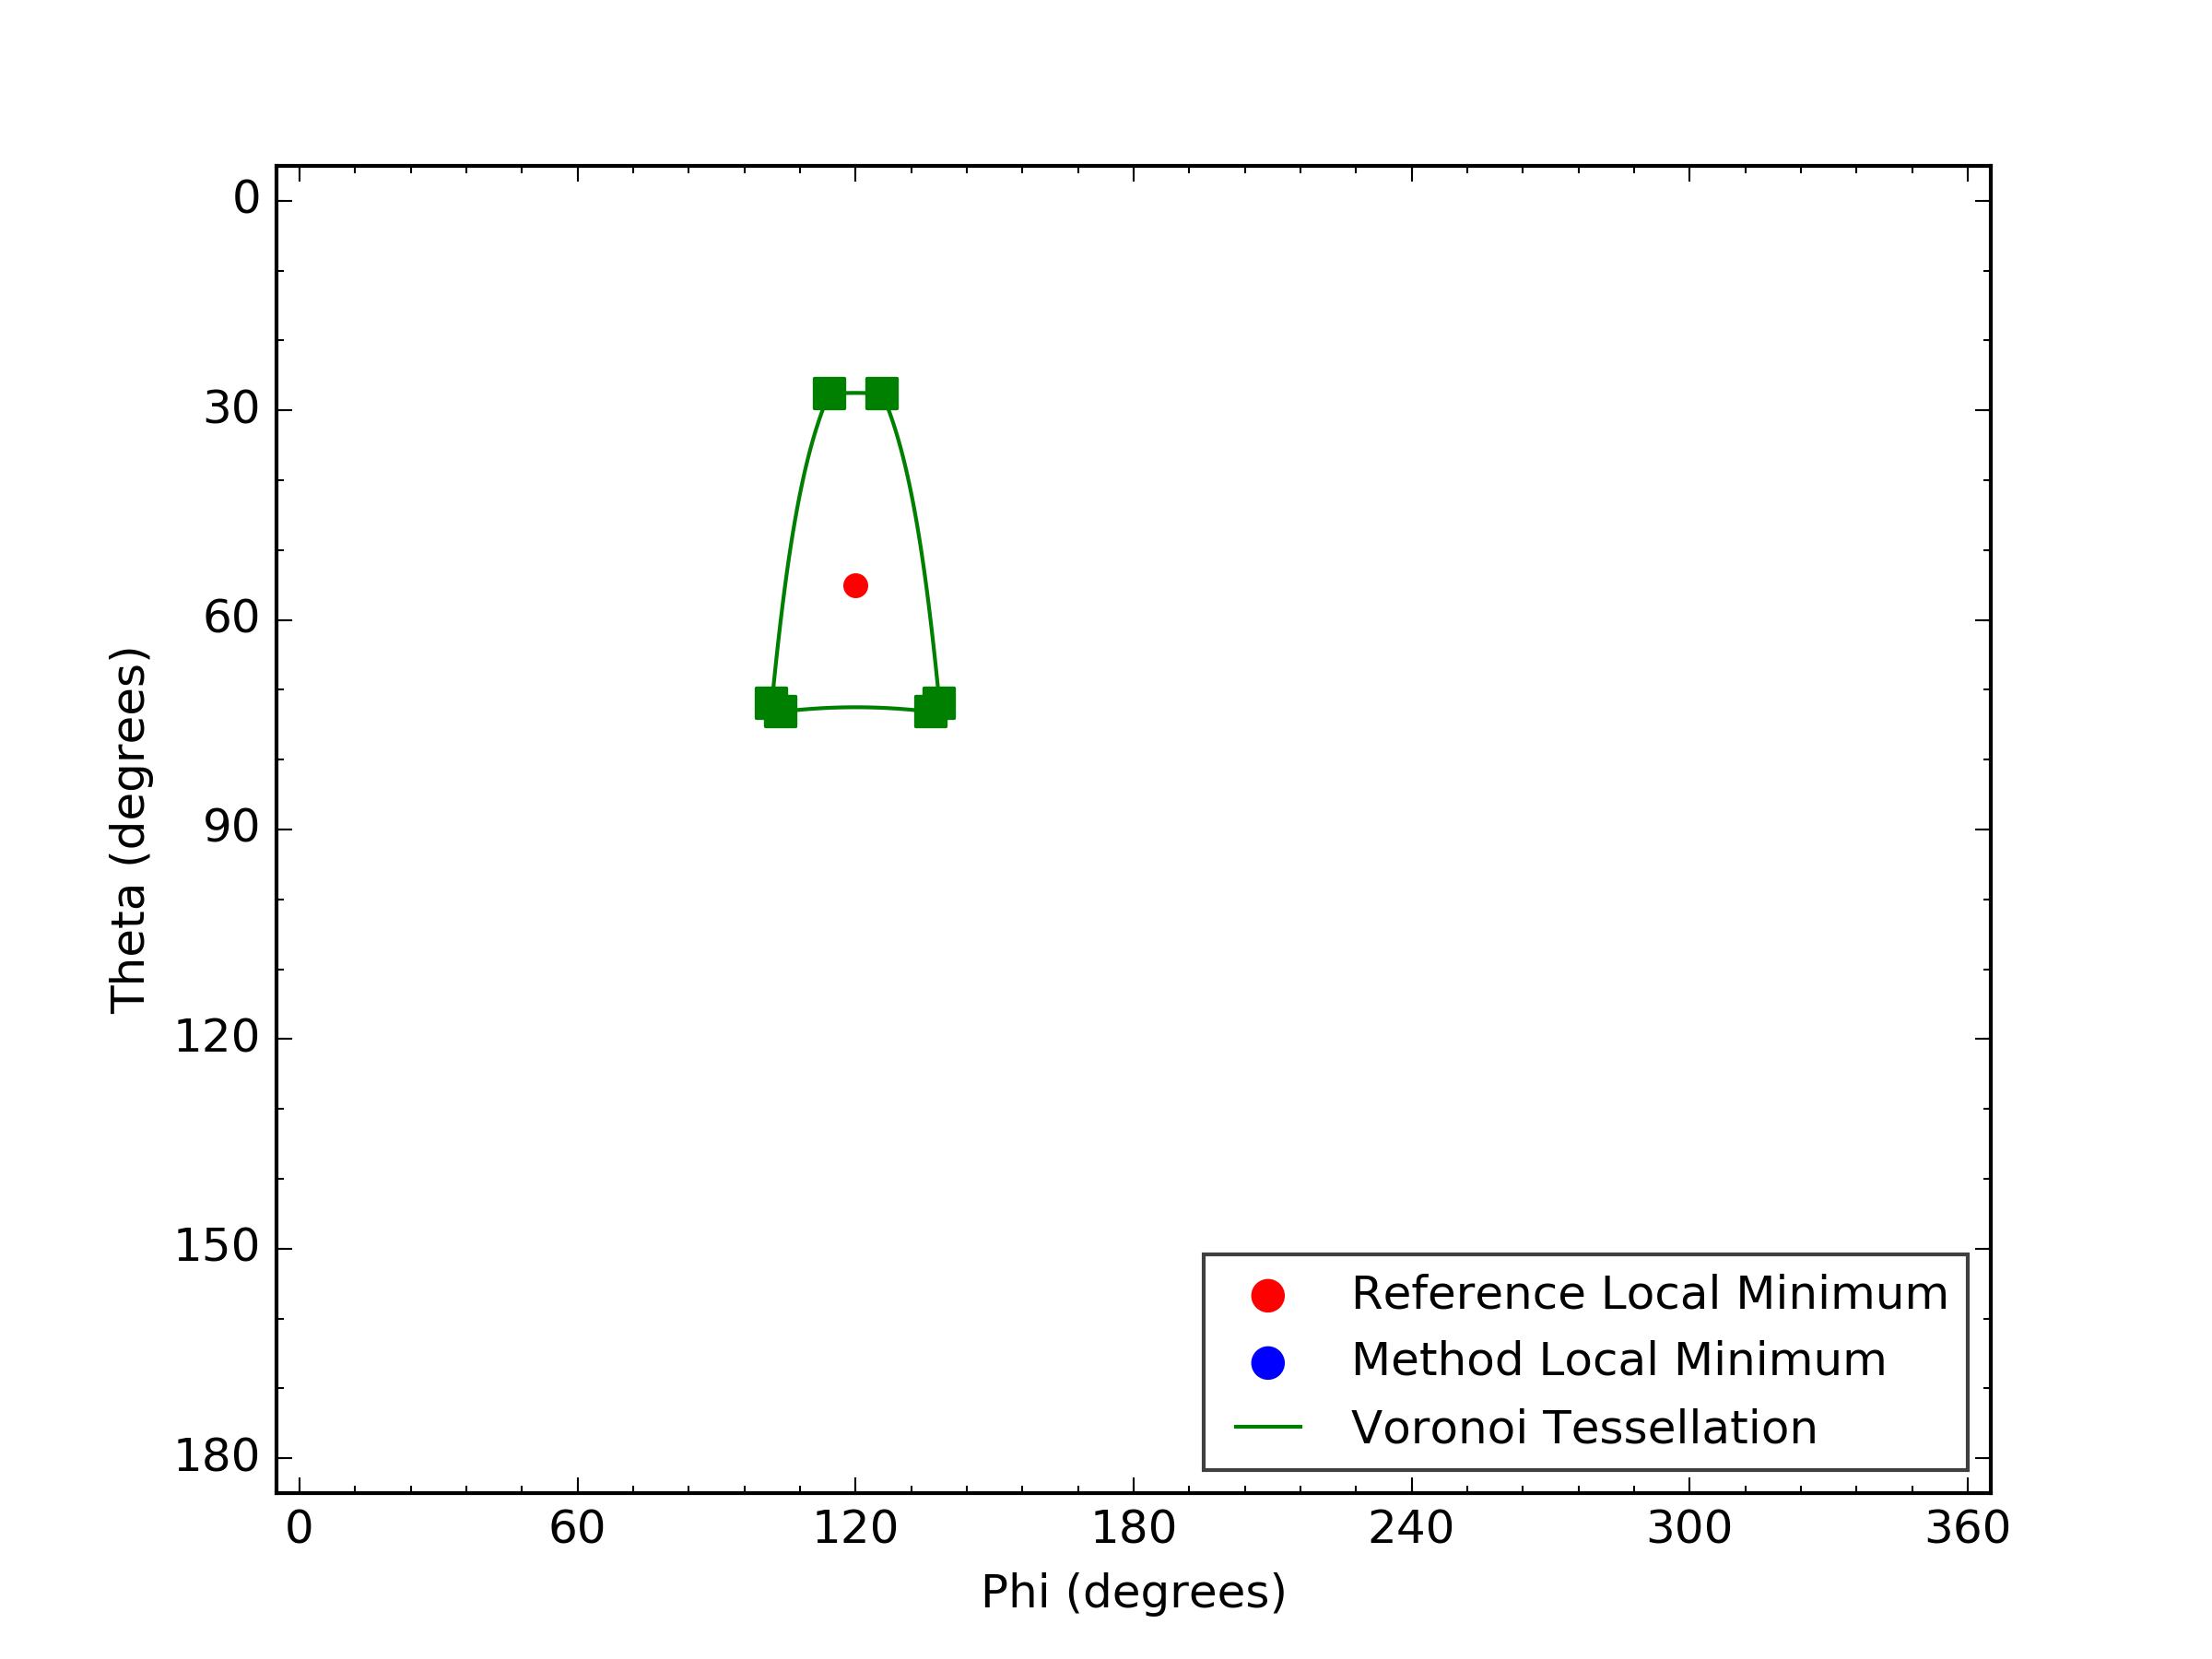 0
30
60
90
120
150
180
Theta (degrees)
Reference Local Minimum
Method Local Minimum
Voronoi Tessellation
0 60 120 180 240 300 360
Phi (degrees)